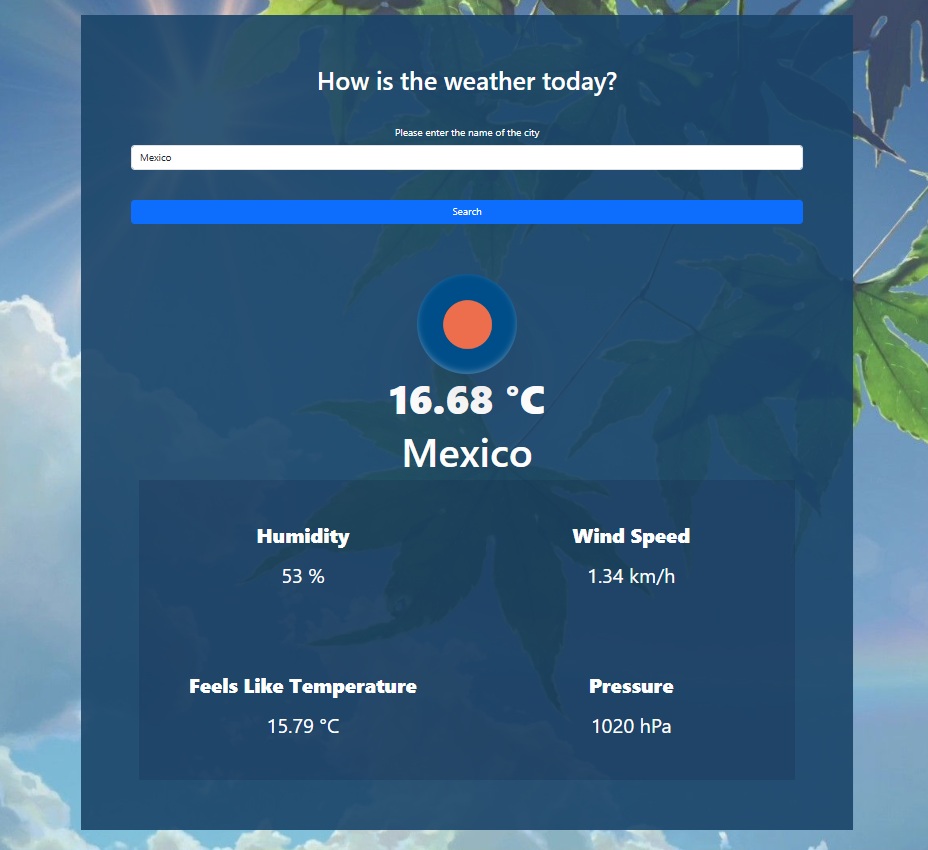 How is the weather today?
Please enter the name of the city
Mexico
Search
16.68 °C
Mexico
Humidity
53 %
Wind Speed
1.34 km/h
Feels Like Temperature
15.79 °C
Pressure
1020 hPa